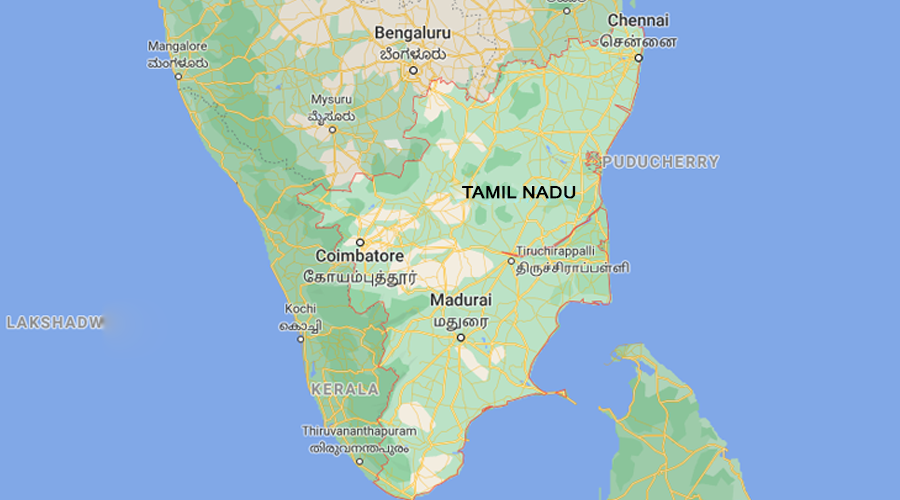 Chennai
சென்னை
Bengaluru
ಬೆಂಗಳೂರು
Mangalore
ಮಂಗಳೂರು
Mysuru
ಮೈಸೂರು
PUDUCHERRY
TAMIL NADU
Coimbatore
கோயம்புத்தூர்
Tiruchirappalli
திருச்சிராப்பள்ளி
Madurai
மதுரை
Kochi
കൊച്ചി
LAKSHADW
KERALA
Thiruvananthapuram
തിരുവനന്തപുരം